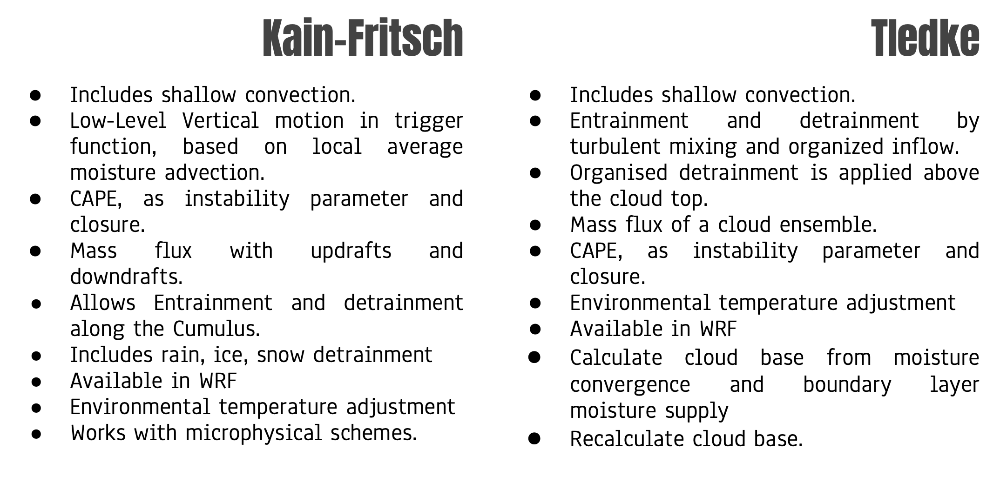 Kain-Fritsch
● Includes shallow convection.
● Low-Level Vertical motion in trigger
function, based on local average
moisture advection.
● CAPE, as instability parameter and
closure.
● Mass flux with updrafts and
downdrafts.
● Allows Entrainment and detrainment
along the Cumulus.
● Includes rain, ice, snow detrainment
● Available in WRF
● Environmental temperature adjustment
● Works with microphysical schemes.
Tledke
● Includes shallow convection.
● Entrainment and detrainment by
turbulent mixing and organized inflow.
● Organised detrainment is applied above
the cloud top.
● Mass flux of a cloud ensemble.
● CAPE, as instability parameter and
closure.
● Environmental temperature adjustment
● Available in WRF
● Calculate cloud base from moisture
convergence and boundary layer
moisture supply
● Recalculate cloud base.